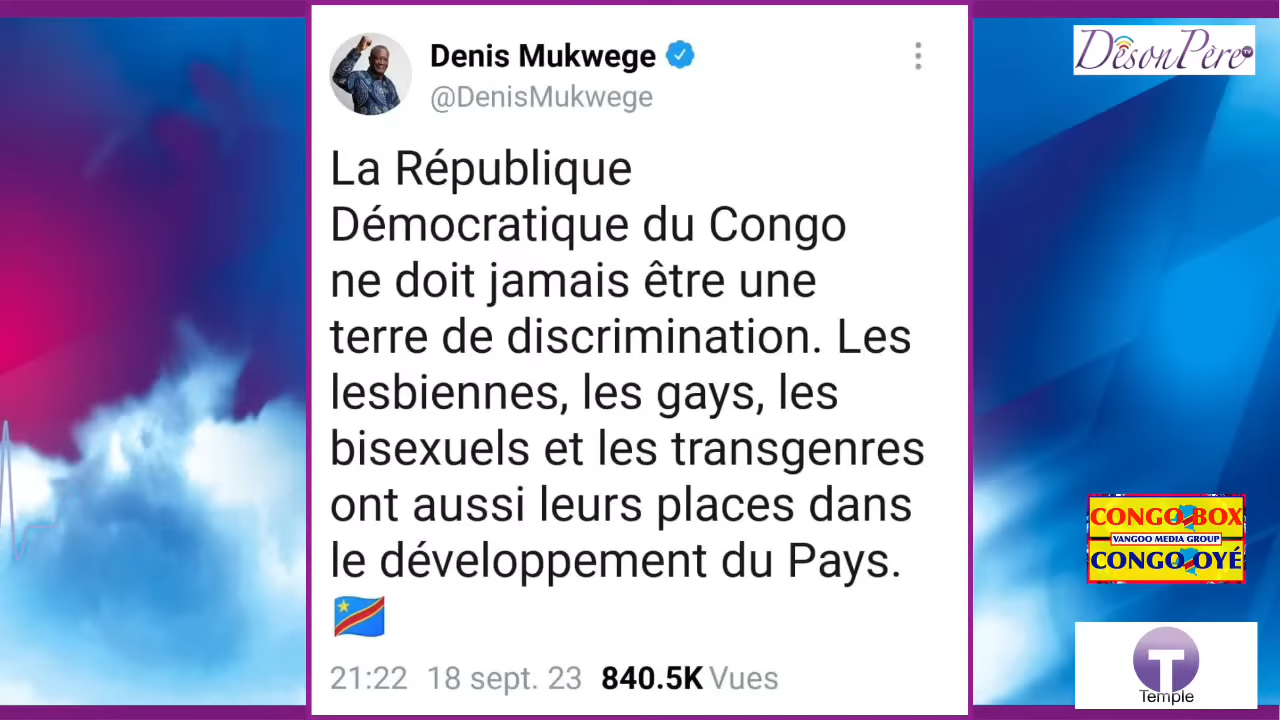 Denis Mukwege
@DenisMukwege
La République
Démocratique du Congo
ne doit jamais être une
terre de discrimination. Les
lesbiennes, les gays, les
bisexuels et les transgenres
ont aussi leurs places dans
le développement du Pays.
21:22 18 sept. 23 840.5K Vues
DésonPère TV
CONGO BOX
VANGOO MEDIA GROUP
CONGO OYÉ
T
Temple